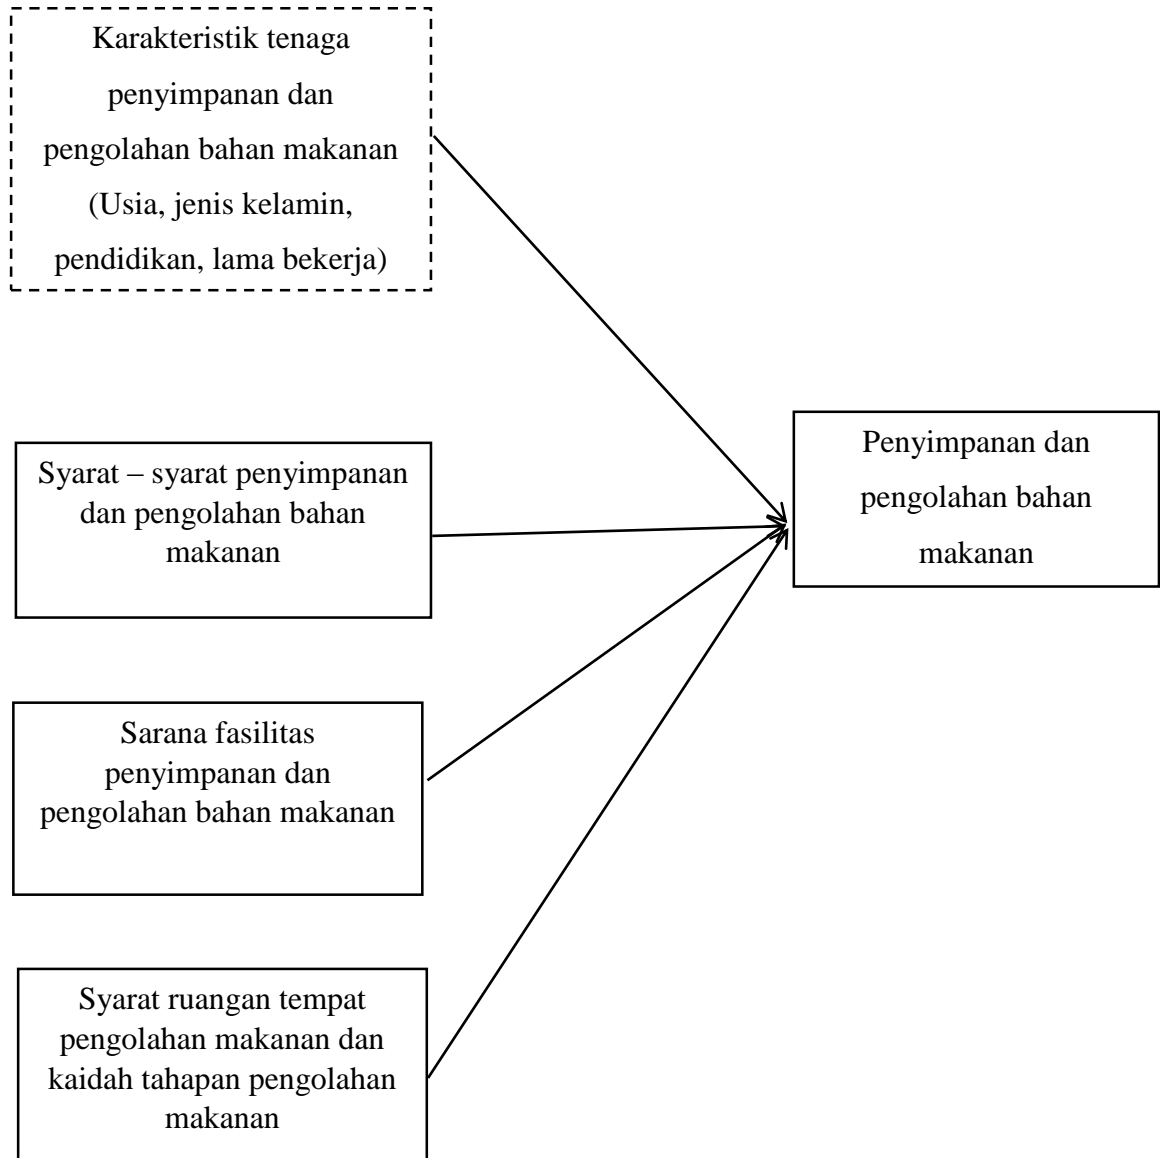 Karakteristik tenaga
penyimpanan dan
pengolahan bahan makanan
(Usia, jenis kelamin,
pendidikan, lama bekerja)
Syarat – syarat penyimpanan
dan pengolahan bahan
makanan
Sarana fasilitas
penyimpanan dan
pengolahan bahan makanan
Syarat ruangan tempat
pengolahan makanan dan
kaidah tahapan pengolahan
makanan
Penyimpanan dan
pengolahan bahan
makanan